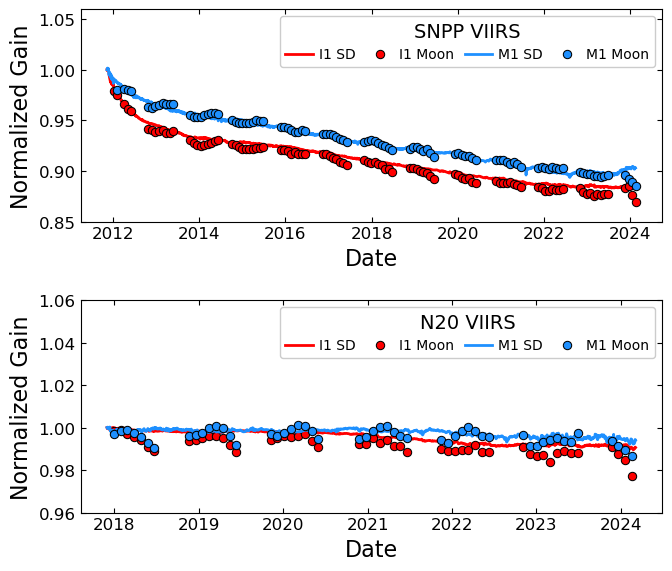 SNPP VIIRS
I1 SD I1 Moon M1 SD M1 Moon
Normalized Gain
1.05
1.00
0.95
0.90
0.85
2012 2014 2016 2018 2020 2022 2024
Date
N20 VIIRS
I1 SD I1 Moon M1 SD M1 Moon
Normalized Gain
1.06
1.04
1.02
1.00
0.98
0.96
2018 2019 2020 2021 2022 2023 2024
Date